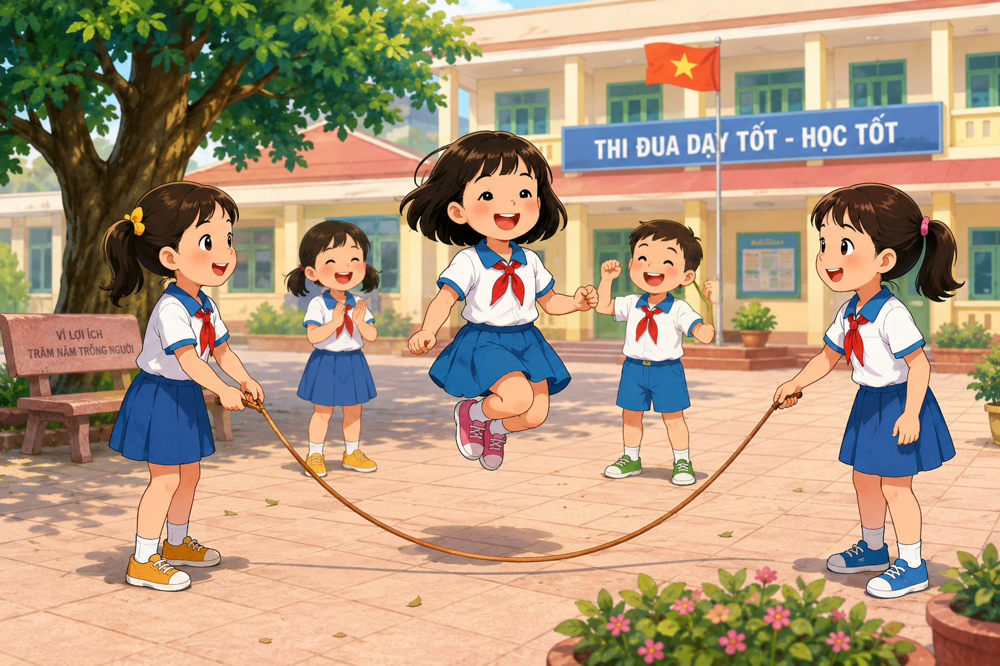 THI ĐUA DẠY TỐT - HỌC TỐT
VÌ LỢI ÍCH
TRĂM NĂM TRỒNG NGƯỜI